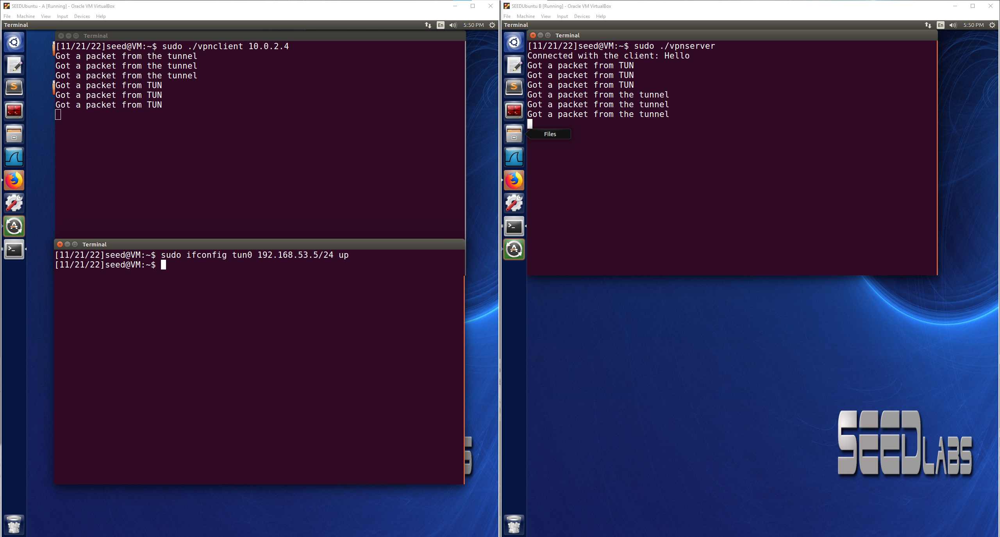 SEEDUbuntu - A [Running] - Oracle VM VirtualBox
File Machine View Input Devices Help
Terminal En 5:50 PM
Terminal
[11/21/22]seed@VM:~$ sudo ./vpnclient 10.0.2.4
Got a packet from the tunnel
Got a packet from the tunnel
Got a packet from the tunnel
Got a packet from TUN
Got a packet from TUN
Got a packet from TUN
Terminal
[11/21/22]seed@VM:~$ sudo ifconfig tun0 192.168.53.5/24 up
[11/21/22]seed@VM:~$
SEEDUbuntu B [Running] - Oracle VM VirtualBox
File Machine View Input Devices Help
Terminal En 5:50 PM
Terminal
[11/21/22]seed@VM:~$ sudo ./vpnserver
Connected with the client: Hello
Got a packet from TUN
Got a packet from TUN
Got a packet from TUN
Got a packet from the tunnel
Got a packet from the tunnel
Got a packet from the tunnel
Files
SEEDLABS